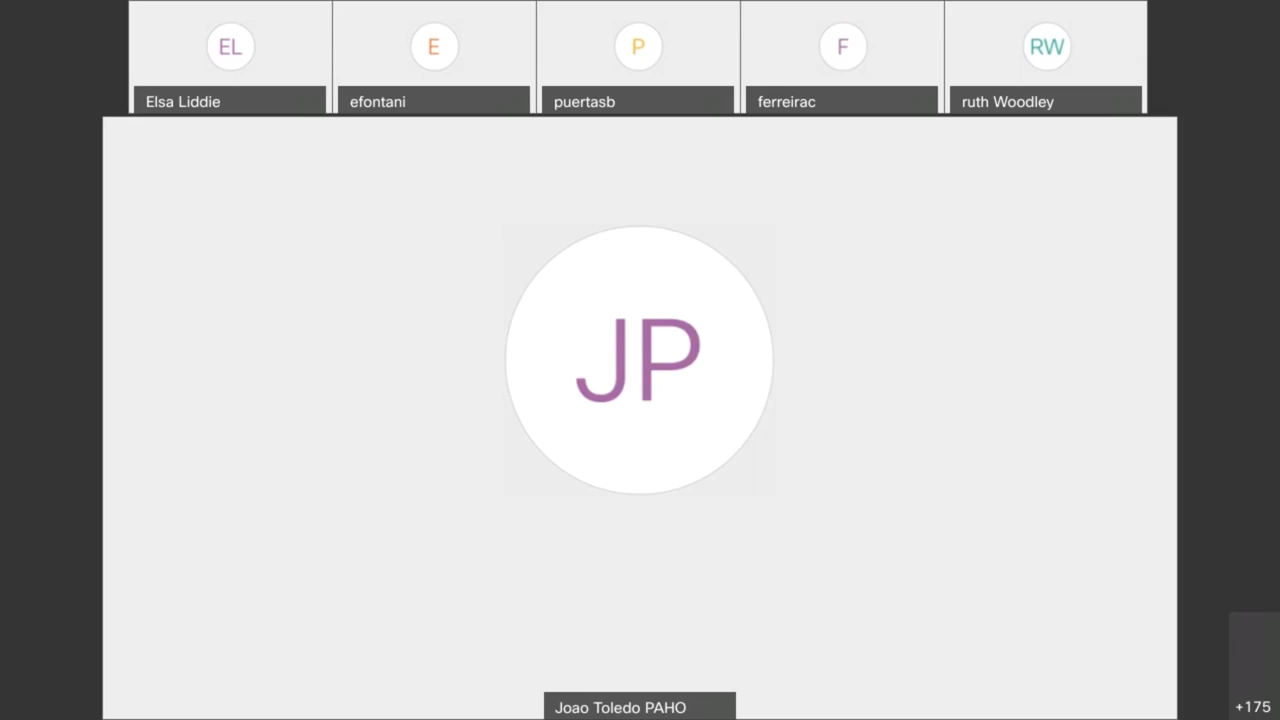 EL
E
P
F
RW
Elsa Liddie
efontani
puertasb
ferreirac
ruth Woodley
JP
Joao Toledo PAHO
+175